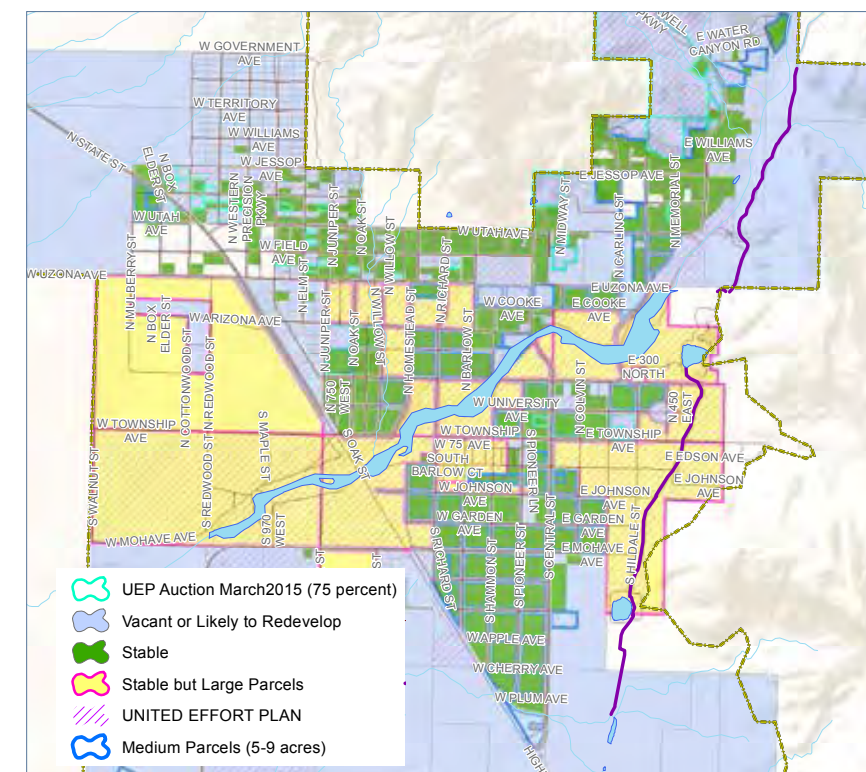 W GOVERNMENT
AVE
WELL
PKWY
E WATER
CANYON RD
W TERRITORY
AVE
W WILLIAMS
AVE
N STATE ST
N BOX
ELDER ST
W JESSOP
AVE
E WILLIAMS
AVE
E JESSOP AVE
N WESTERN
PRECISION
PKWY
N JUNIPER ST
N OAK ST
N WILLOW ST
N MIDWAY ST
N CARLING ST
N MEMORIAL ST
W UTAH
AVE
W UTAH AVE
N MULBERRY ST
W FIELD
AVE
N ELM ST
N RICHARD ST
W UZONA AVE
E UZONA AVE
N BOX
ELDER ST
W ARIZONA AVE
N JUNIPER ST
N OAK ST
N WILLOW ST
N HOMESTEAD ST
N BARLOW ST
W COOKE
AVE
E COOKE
AVE
E 300
NORTH
N COTTONWOOD ST
N REDWOOD ST
N 750
WEST
W UNIVERSITY
AVE
N COLVIN ST
N 450
EAST
W TOWNSHIP
AVE
W TOWNSHIP
AVE
E TOWNSHIP
AVE
W 75
SOUTH
S WALNUT ST
S REDWOOD ST
S MAPLE ST
S OAK ST
BARLOW CT
S PIONEER LN
E EDSON AVE
W JOHNSON
AVE
E JOHNSON
AVE
E JOHNSON
AVE
W GARDEN
AVE
E GARDEN
AVE
W MOHAVE AVE
S 970
WEST
E MOHAVE
AVE
S RICHARD ST
S HAMMON ST
S PIONEER ST
S CENTRAL ST
S HILDALE ST
ST
ST
W APPLE AVE
W CHERRY AVE
W PLUM AVE
HIGH
UEP Auction March2015 (75 percent)
Vacant or Likely to Redevelop
Stable
Stable but Large Parcels
UNITED EFFORT PLAN
Medium Parcels (5-9 acres)